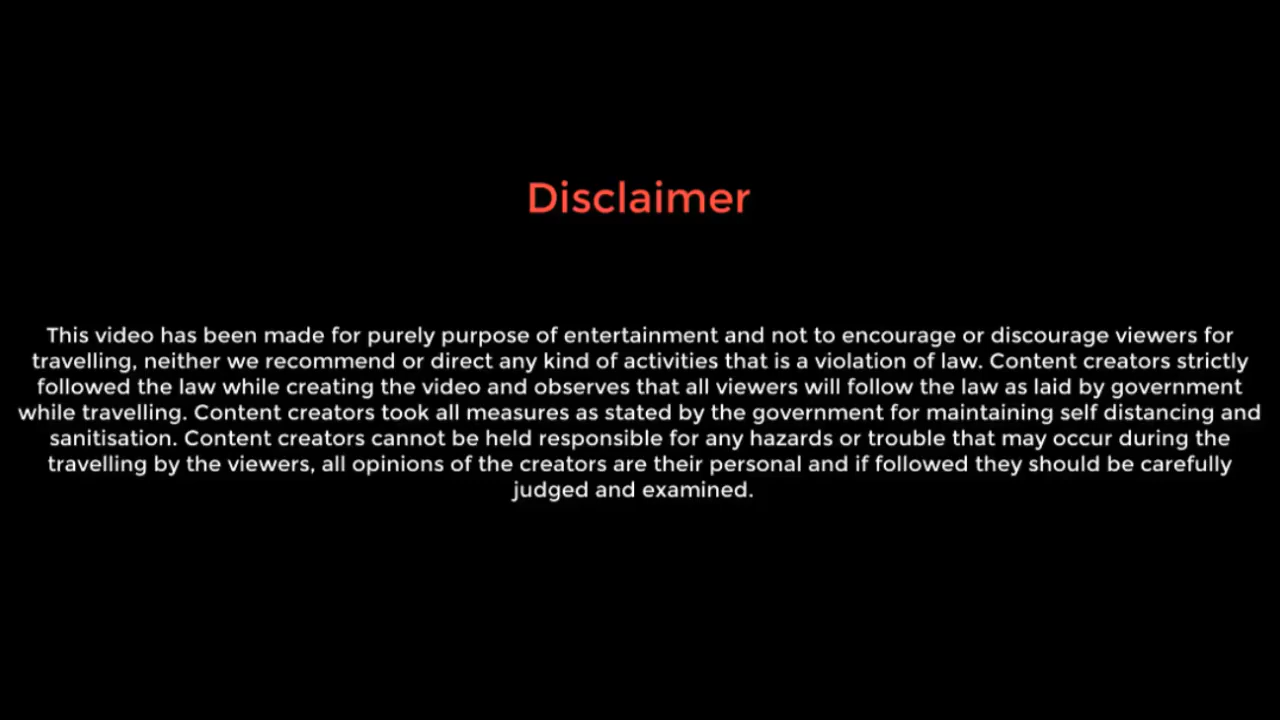 Disclaimer
This video has been made for purely purpose of entertainment and not to encourage or discourage viewers for
travelling, neither we recommend or direct any kind of activities that is a violation of law. Content creators strictly
followed the law while creating the video and observes that all viewers will follow the law as laid by government
while travelling. Content creators took all measures as stated by the government for maintaining self distancing and
sanitisation. Content creators cannot be held responsible for any hazards or trouble that may occur during the
travelling by the viewers, all opinions of the creators are their personal and if followed they should be carefully
judged and examined.